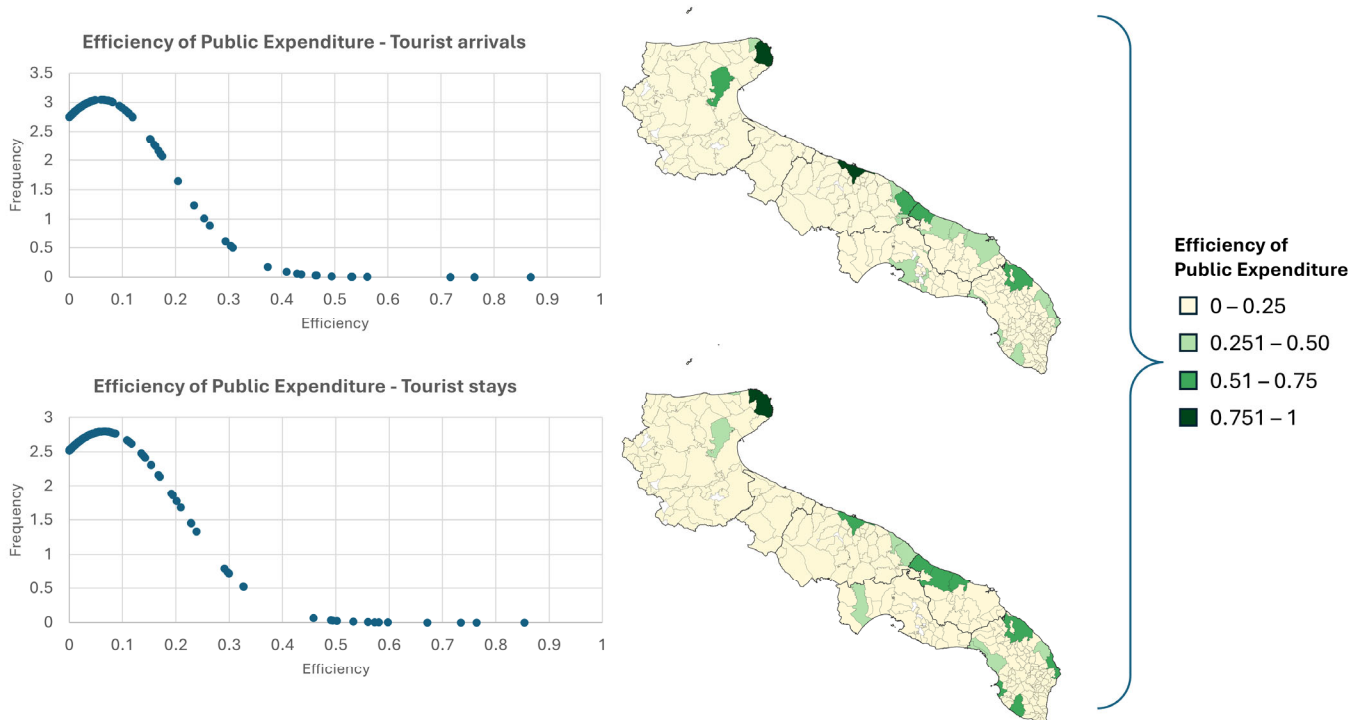 Efficiency of Public Expenditure - Tourist arrivals
3.5
3
2.5
2
1.5
1
0.5
0
Frequency
0 0.1 0.2 0.3 0.4 0.5 0.6 0.7 0.8 0.9 1
Efficiency
Efficiency of Public Expenditure - Tourist stays
3
2.5
2
1.5
1
0.5
0
Frequency
0 0.1 0.2 0.3 0.4 0.5 0.6 0.7 0.8 0.9 1
Efficiency
Efficiency of
Public Expenditure
0 – 0.25
0.251 – 0.50
0.51 – 0.75
0.751 – 1